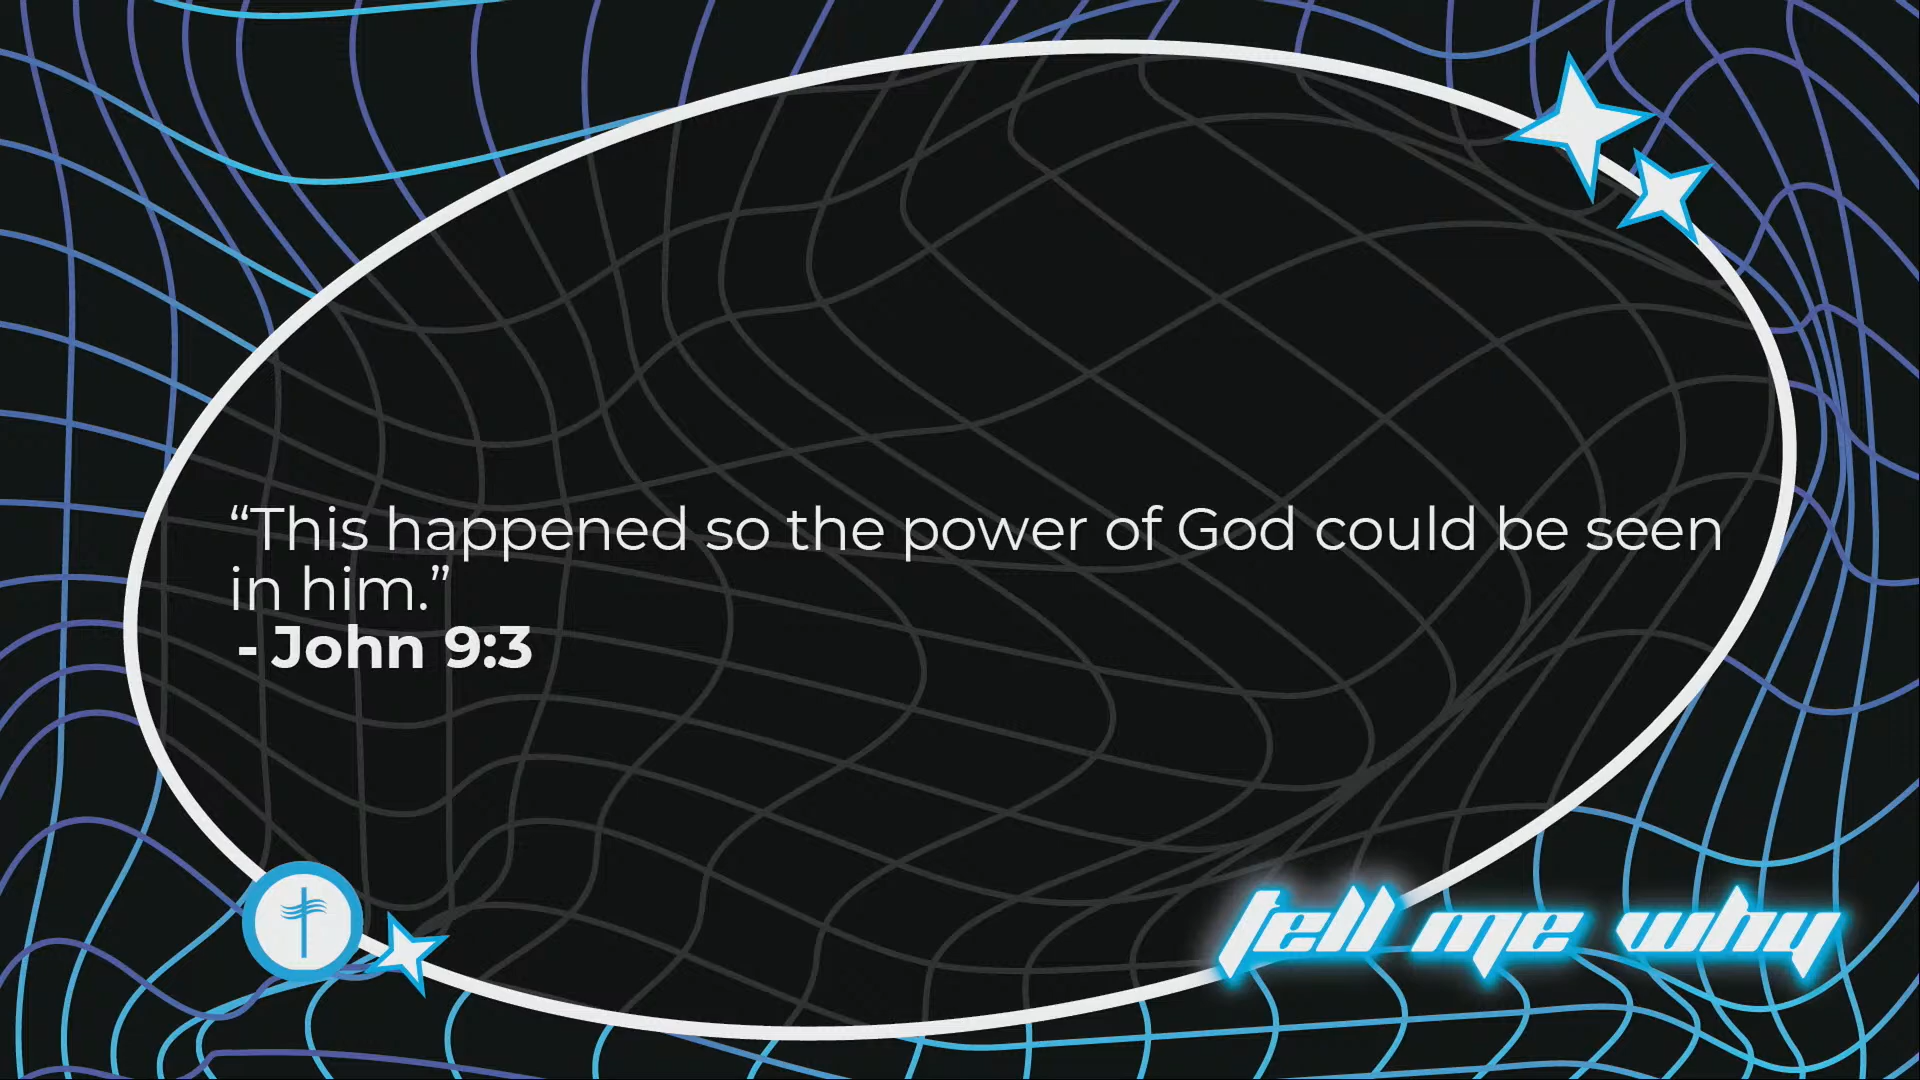 “This happened so the power of God could be seen
in him.”
- John 9:3
tell me why